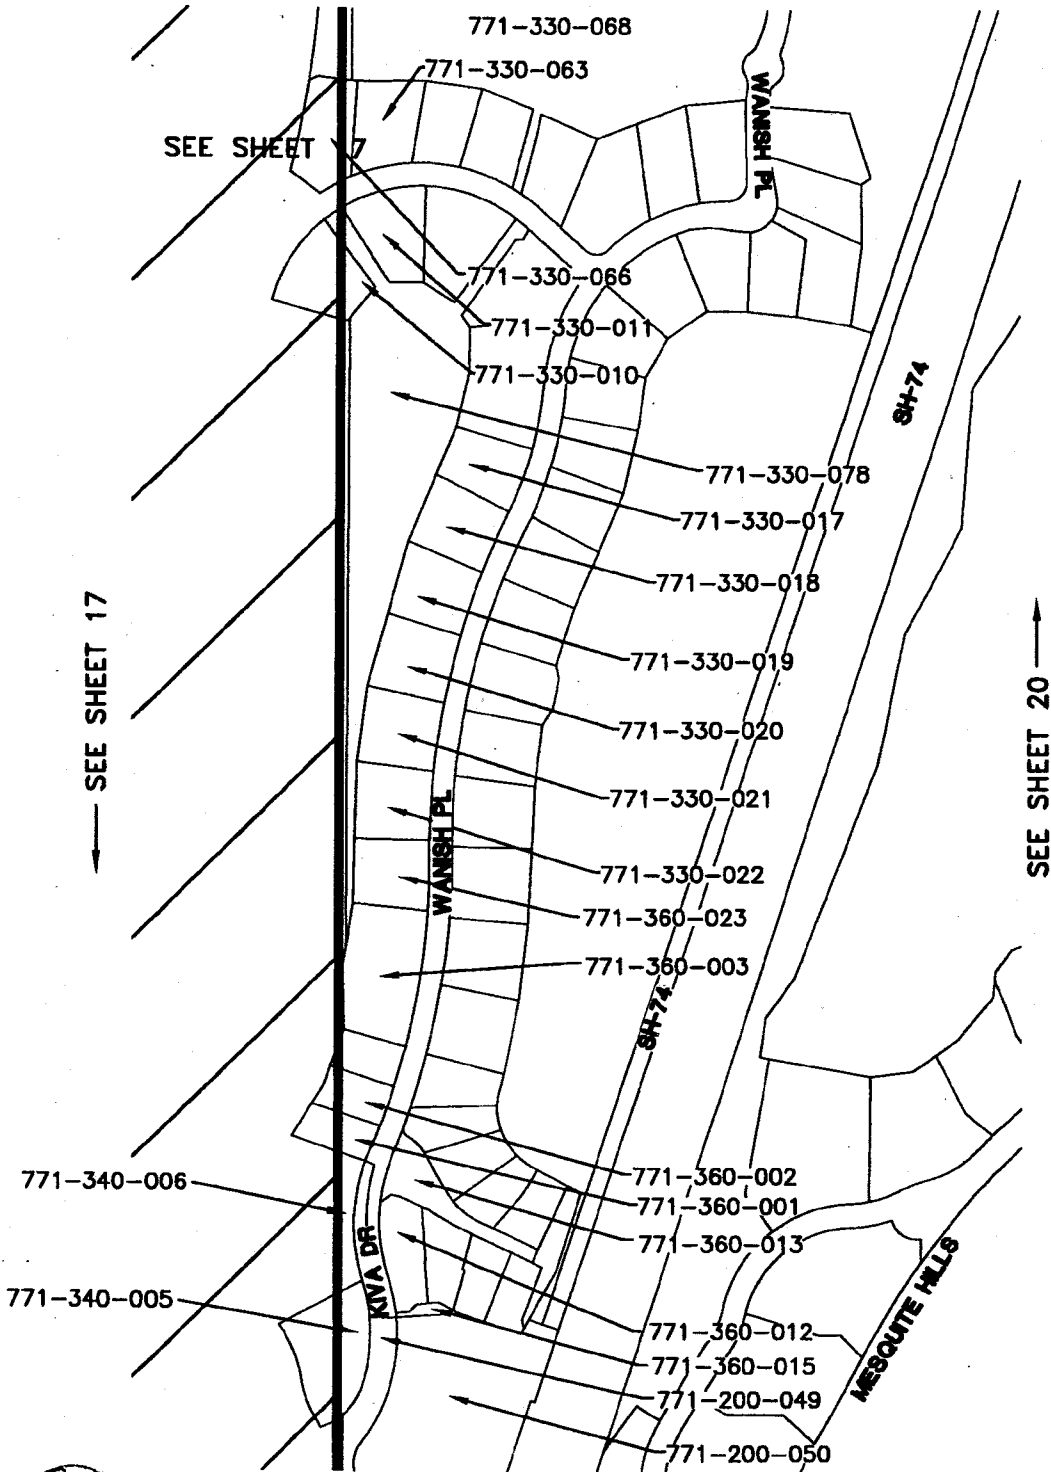 771-330-068
771-330-063
WANISH PL
SEE SHEET 7
771-330-066
771-330-011
771-330-010
SH-74
771-330-078
771-330-017
771-330-018
SEE SHEET 17
771-330-019
SEE SHEET 20
771-330-020
771-330-021
WANISH PL
771-330-022
771-360-023
771-360-003
SH-74
771-360-002
771-340-006
771-360-001
771-360-013
KIVA DR
771-340-005
MESQUITE HILLS
771-360-012
771-360-015
771-200-049
771-200-050